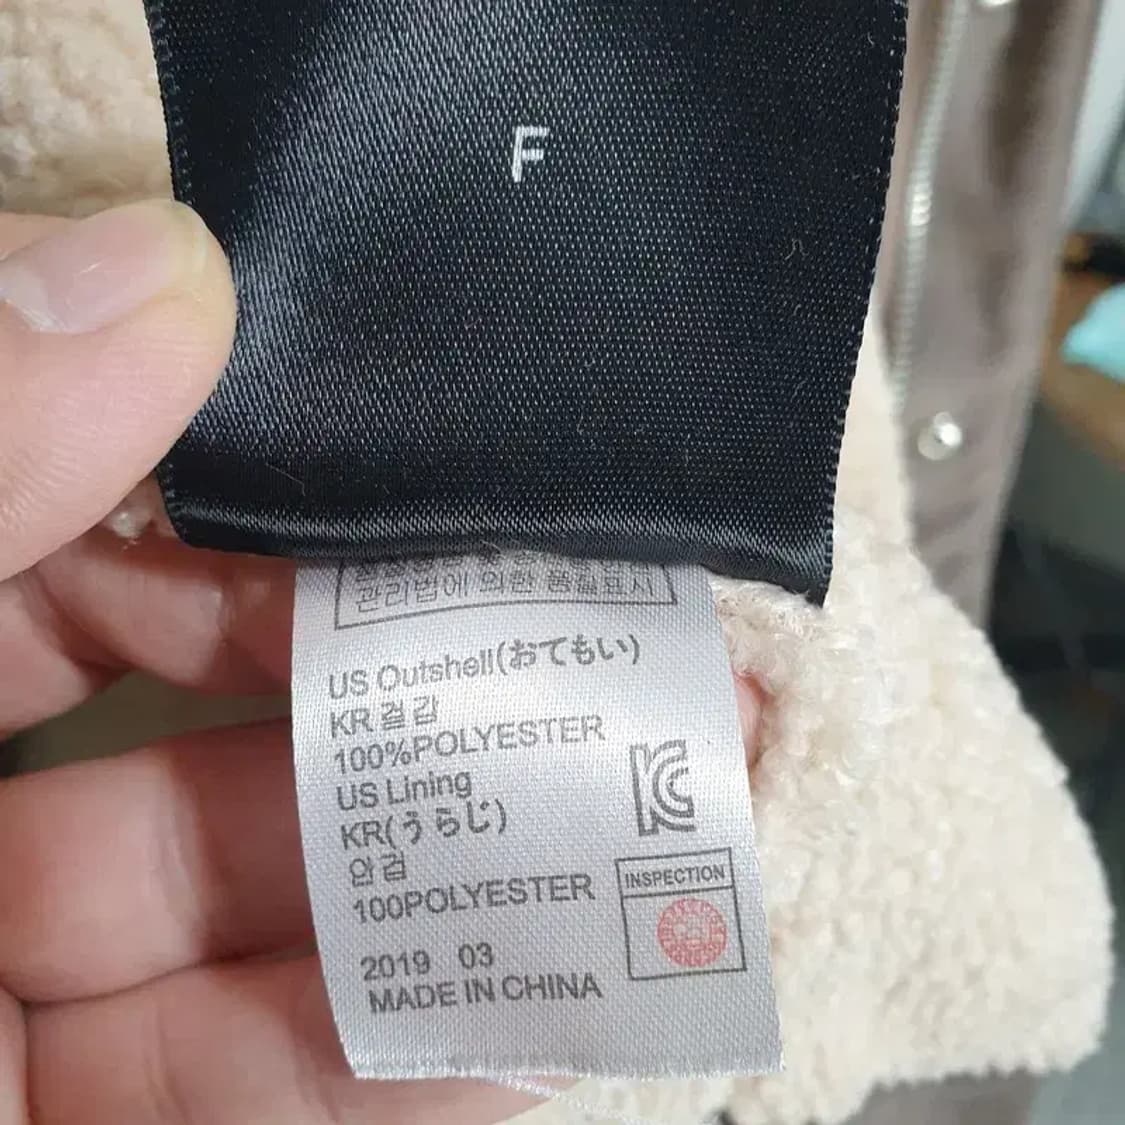 F
관리법에 의한 품질표시
US Outshell(おてもい)
KR 겉감
100%POLYESTER
US Lining
KR(うらじ)
안검
100POLYESTER
INSPECTION
2019 03
MADE IN CHINA